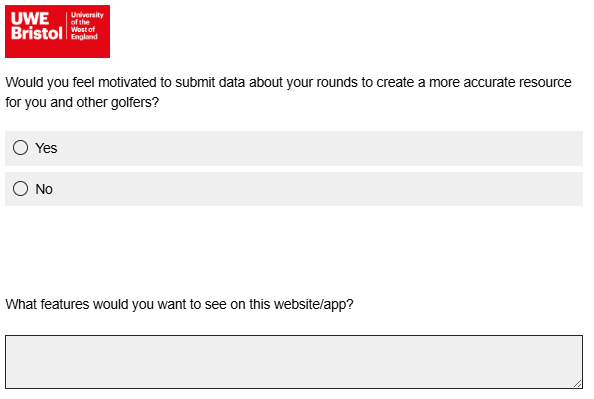 UWE
Bristol
University
of the
West of
England
Would you feel motivated to submit data about your rounds to create a more accurate resource
for you and other golfers?
Yes
No
What features would you want to see on this website/app?